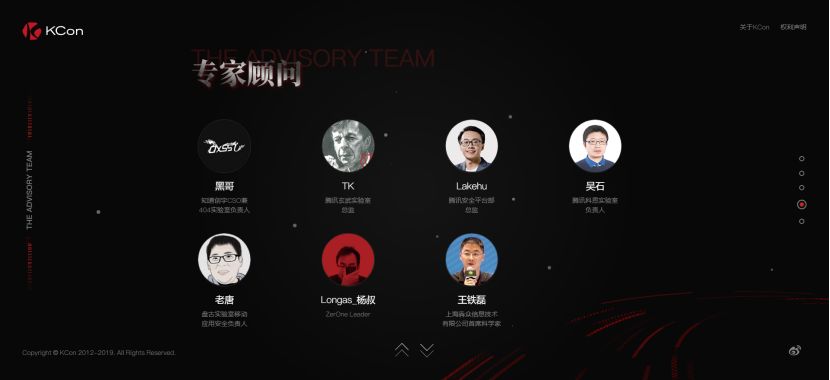 KCon
关于KCon
权利声明
THE ADVISORY TEAM
专家顾问
THE ADVISORY TEAM
0x557
黑哥
知道创宇CSO兼
404实验室负责人
TK
腾讯玄武实验室
总监
Lakehu
腾讯安全平台部
总监
吴石
腾讯科恩实验室
负责人
老唐
盘古实验室移动
应用安全负责人
Longas_杨叔
ZerOne Leader
王铁磊
上海犇众信息技术
有限公司首席科学家
Copyright © KCon 2012-2019. All Rights Reserved.